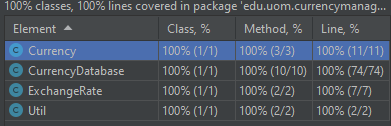 100% classes, 100% lines covered in package 'edu.uom.currencymanag...
Element Class, % Method, % Line, %
C Currency 100% (1/1) 100% (3/3) 100% (11/11)
C CurrencyDatabase 100% (1/1) 100% (10/10) 100% (74/74)
C ExchangeRate 100% (1/1) 100% (2/2) 100% (7/7)
C Util 100% (1/1) 100% (2/2) 100% (2/2)